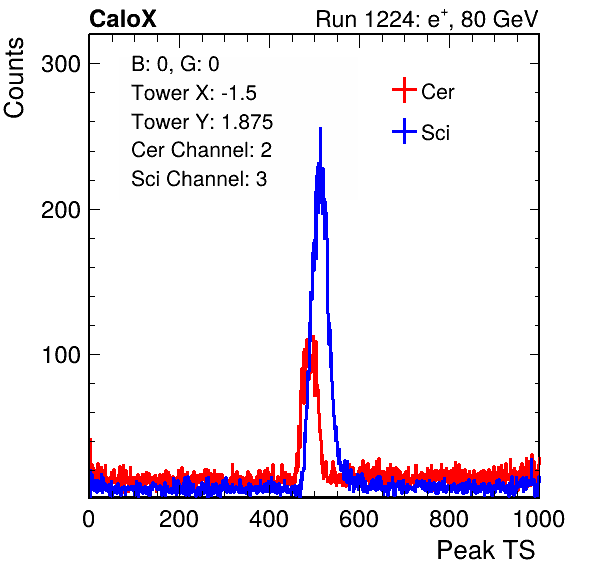 CaloX
Run 1224: e+, 80 GeV
Counts
300
200
100
B: 0, G: 0
Tower X: -1.5
Tower Y: 1.875
Cer Channel: 2
Sci Channel: 3
Cer
Sci
0 200 400 600 800 1000
Peak TS